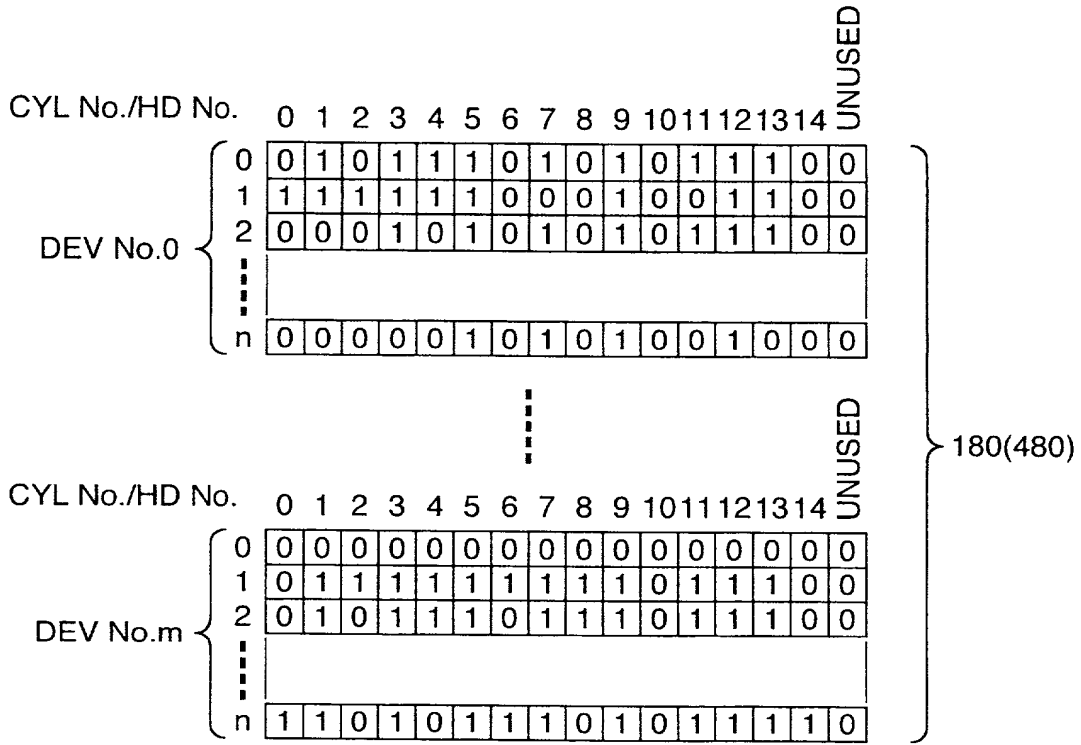 UNUSED
CYL No./HD No. 0 1 2 3 4 5 6 7 8 9 10 11 12 13 14
0 0 1 0 1 1 1 0 1 0 1 0 1 1 1 0 0
1 1 1 1 1 1 1 0 0 0 1 0 0 1 1 0 0
DEV No.0
2 0 0 0 1 0 1 0 1 0 1 0 1 1 1 0 0
n 0 0 0 0 0 1 0 1 0 1 0 0 1 0 0 0
180(480)
UNUSED
CYL No./HD No. 0 1 2 3 4 5 6 7 8 9 10 11 12 13 14
0 0 0 0 0 0 0 0 0 0 0 0 0 0 0 0 0
1 0 1 1 1 1 1 1 1 1 1 0 1 1 1 0 0
2 0 1 0 1 1 1 0 1 1 1 0 1 1 1 0 0
DEV No.m
n 1 1 0 1 0 1 1 1 0 1 0 1 1 1 1 0